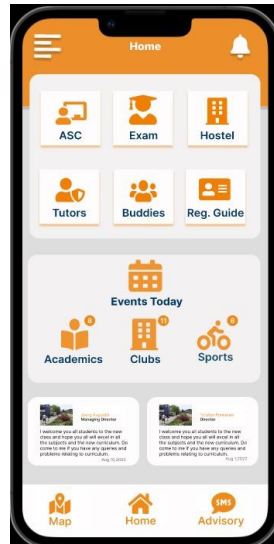 Home
ASC
Exam
Hostel
Tutors
Buddies
Reg. Guide
Events Today
8
11
6
Academics
Clubs
Sports
Managing Director
I welcome you all students to the new
class and hope you all will excel in all
the subjects and the new curriculum. Do
come to me if you have any queries and
problems relating to curriculum.
I welcome you all students to the new
class and hope you all will excel in all
the subjects and the new curriculum. Do
come to me if you have any queries and
problems relating to curriculum.
SMS
Map
Home
Advisory